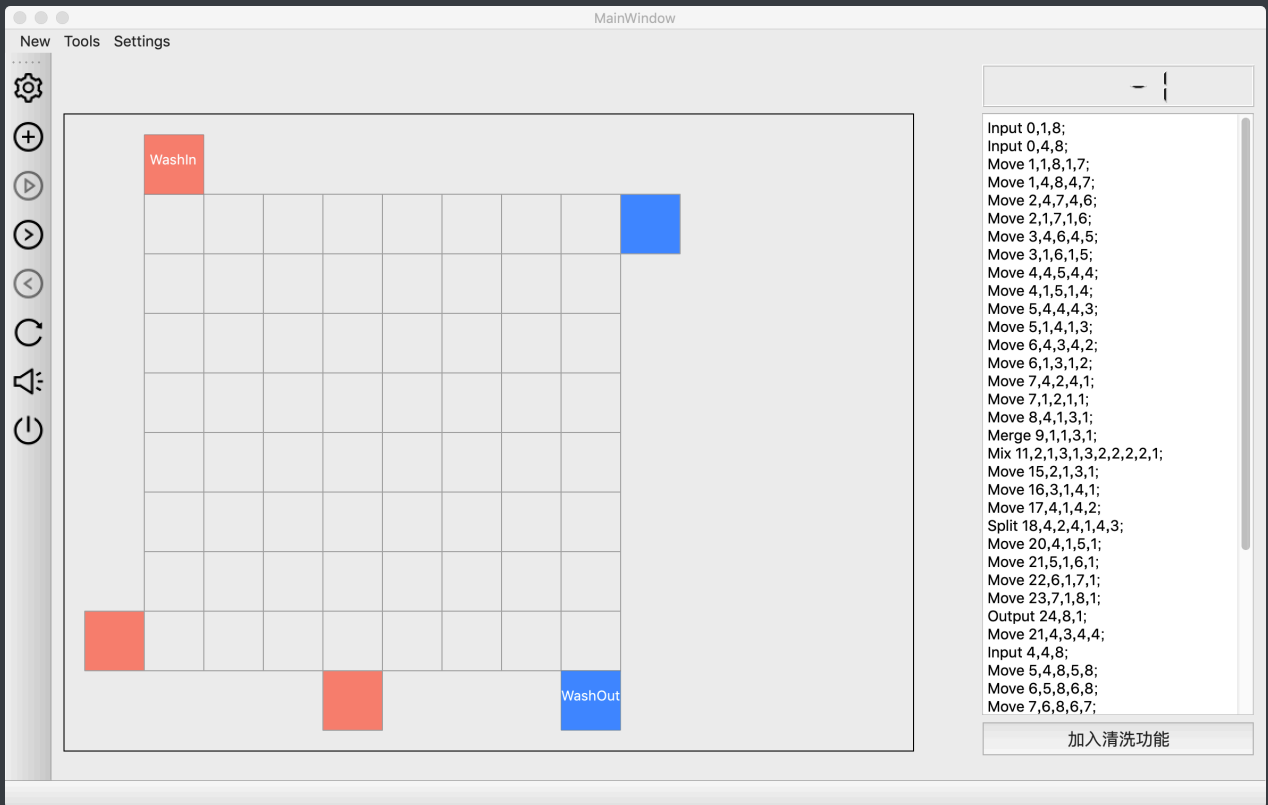 MainWindow
New Tools Settings
WashIn
WashOut
-1
Input 0,1,8;
Input 0,4,8;
Move 1,1,8,1,7;
Move 1,4,8,4,7;
Move 2,4,7,4,6;
Move 2,1,7,1,6;
Move 3,4,6,4,5;
Move 3,1,6,1,5;
Move 4,4,5,4,4;
Move 4,1,5,1,4;
Move 5,4,4,4,3;
Move 5,1,4,1,3;
Move 6,4,3,4,2;
Move 6,1,3,1,2;
Move 7,4,2,4,1;
Move 7,1,2,1,1;
Move 8,4,1,3,1;
Merge 9,1,1,3,1;
Mix 11,2,1,3,1,3,2,2,2,2,1;
Move 15,2,1,3,1;
Move 16,3,1,4,1;
Move 17,4,1,4,2;
Split 18,4,2,4,1,4,3;
Move 20,4,1,5,1;
Move 21,5,1,6,1;
Move 22,6,1,7,1;
Move 23,7,1,8,1;
Output 24,8,1;
Move 21,4,3,4,4;
Input 4,4,8;
Move 5,4,8,5,8;
Move 6,5,8,6,8;
Move 7,6,8,6,7;
加入清洗功能